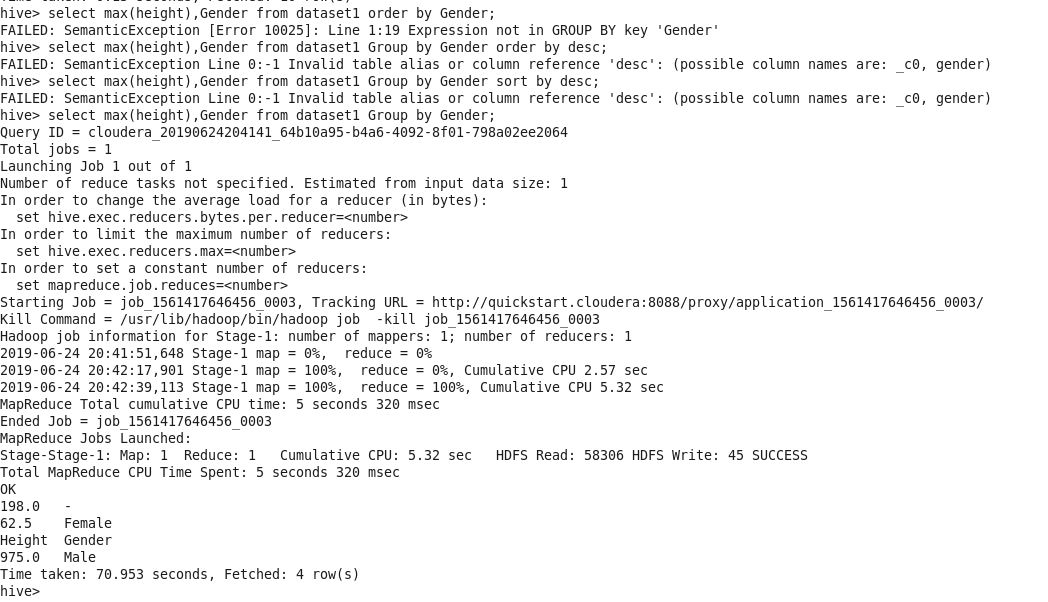 hive> select max(height),Gender from dataset1 order by Gender;
FAILED: SemanticException [Error 10025]: Line 1:19 Expression not in GROUP BY key 'Gender'
hive> select max(height),Gender from dataset1 Group by Gender order by desc;
FAILED: SemanticException Line 0:-1 Invalid table alias or column reference 'desc': (possible column names are: _c0, gender)
hive> select max(height),Gender from dataset1 Group by Gender sort by desc;
FAILED: SemanticException Line 0:-1 Invalid table alias or column reference 'desc': (possible column names are: _c0, gender)
hive> select max(height),Gender from dataset1 Group by Gender;
Query ID = cloudera_20190624204141_64b10a95-b4a6-4092-8f01-798a02ee2064
Total jobs = 1
Launching Job 1 out of 1
Number of reduce tasks not specified. Estimated from input data size: 1
In order to change the average load for a reducer (in bytes):
  set hive.exec.reducers.bytes.per.reducer=<number>
In order to limit the maximum number of reducers:
  set hive.exec.reducers.max=<number>
In order to set a constant number of reducers:
  set mapreduce.job.reduces=<number>
Starting Job = job_1561417646456_0003, Tracking URL = http://quickstart.cloudera:8088/proxy/application_1561417646456_0003/
Kill Command = /usr/lib/hadoop/bin/hadoop job  -kill job_1561417646456_0003
Hadoop job information for Stage-1: number of mappers: 1; number of reducers: 1
2019-06-24 20:41:51,648 Stage-1 map = 0%,  reduce = 0%
2019-06-24 20:42:17,901 Stage-1 map = 100%,  reduce = 0%, Cumulative CPU 2.57 sec
2019-06-24 20:42:39,113 Stage-1 map = 100%,  reduce = 100%, Cumulative CPU 5.32 sec
MapReduce Total cumulative CPU time: 5 seconds 320 msec
Ended Job = job_1561417646456_0003
MapReduce Jobs Launched:
Stage-Stage-1: Map: 1  Reduce: 1   Cumulative CPU: 5.32 sec   HDFS Read: 58306 HDFS Write: 45 SUCCESS
Total MapReduce CPU Time Spent: 5 seconds 320 msec
OK
198.0   -
62.5    Female
Height  Gender
975.0   Male
Time taken: 70.953 seconds, Fetched: 4 row(s)
hive>